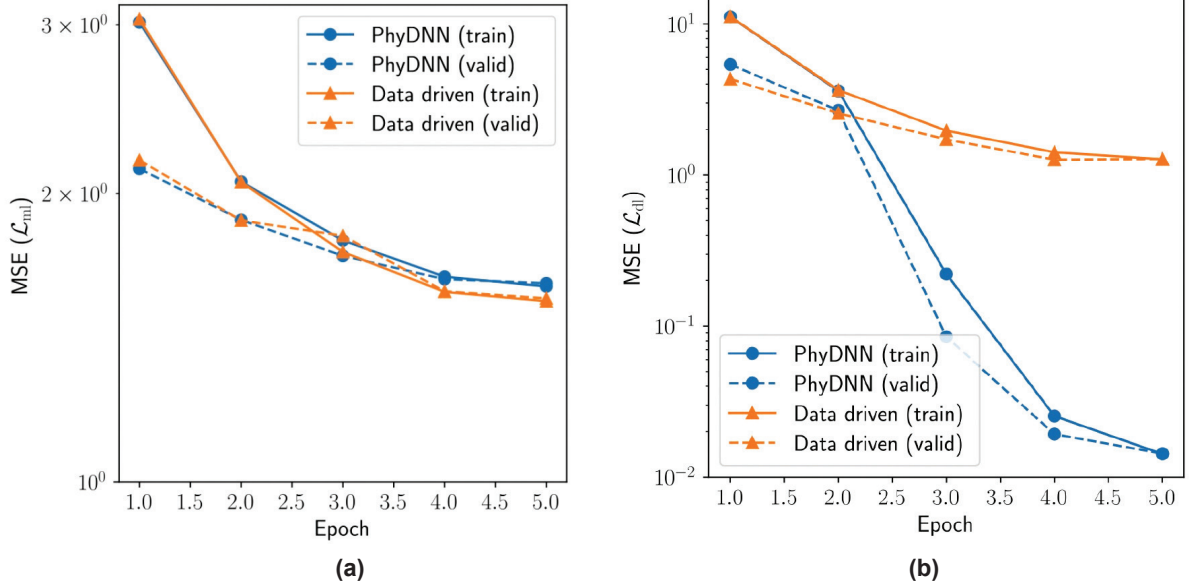 3 × 10⁰
2 × 10⁰
10⁰
MSE (ℒₘₗ)
PhyDNN (train)
PhyDNN (valid)
Data driven (train)
Data driven (valid)
1.0 1.5 2.0 2.5 3.0 3.5 4.0 4.5 5.0
Epoch
(a)
10¹
10⁰
10⁻¹
10⁻²
MSE (ℒ_dl)
PhyDNN (train)
PhyDNN (valid)
Data driven (train)
Data driven (valid)
1.0 1.5 2.0 2.5 3.0 3.5 4.0 4.5 5.0
Epoch
(b)